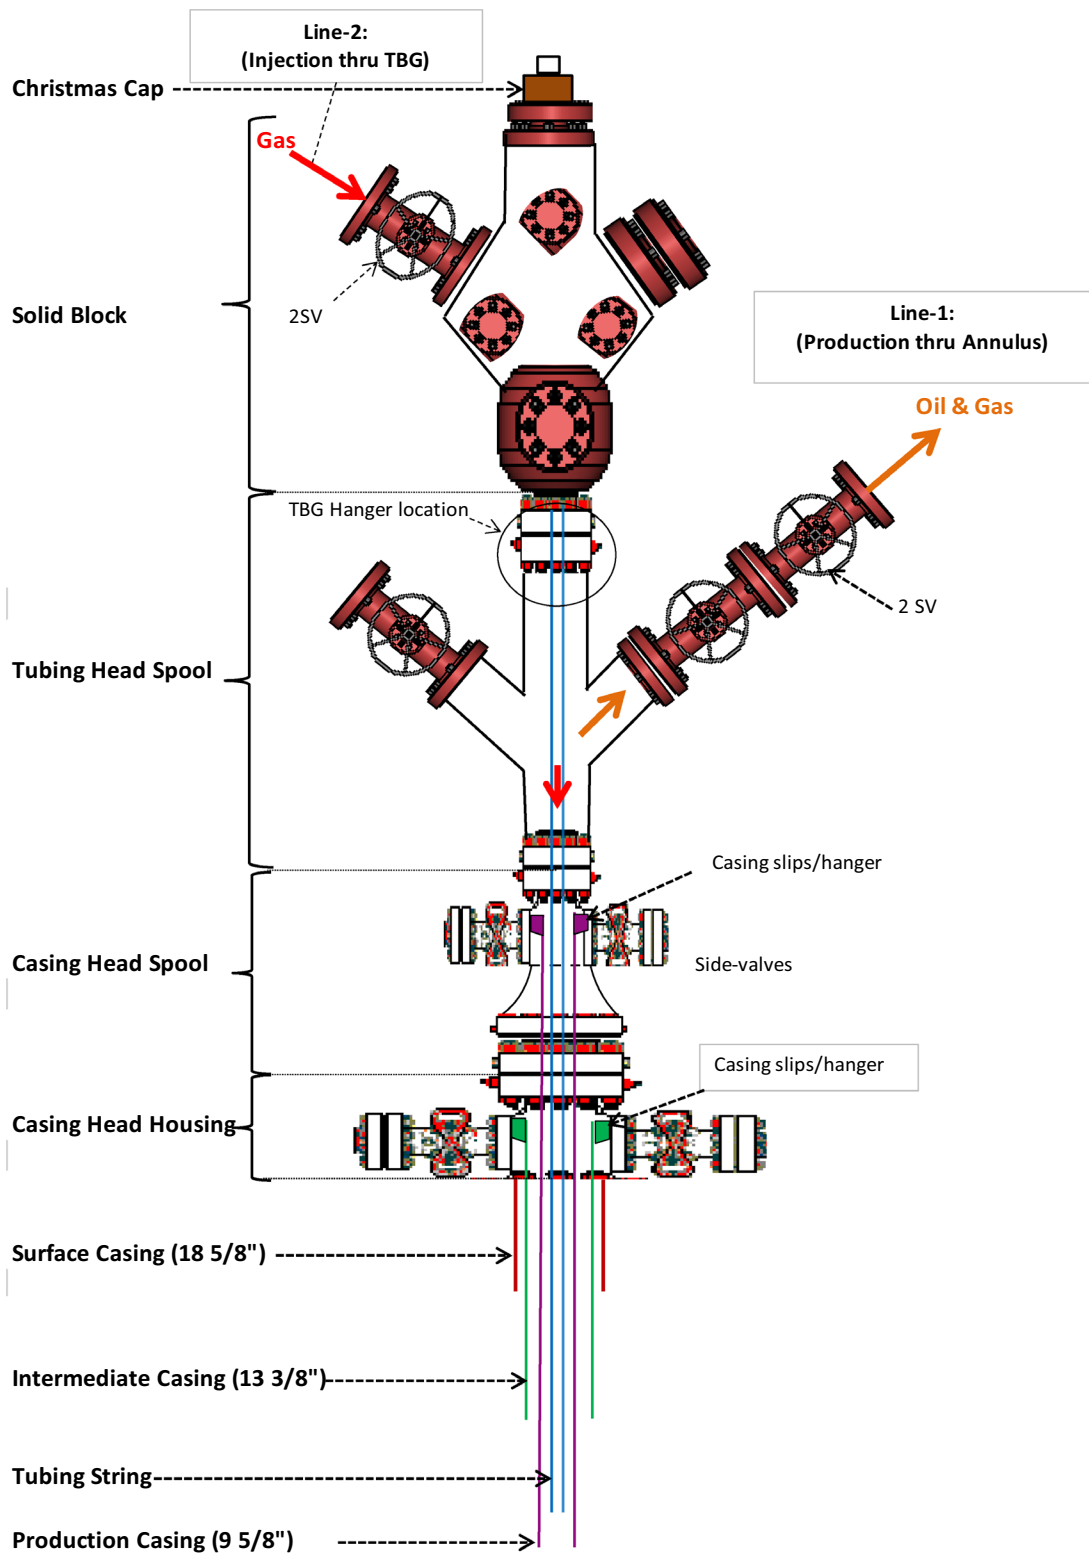 Line-2:
(Injection thru TBG)
Christmas Cap
Gas
2SV
Solid Block
Line-1:
(Production thru Annulus)
Oil & Gas
TBG Hanger location
2 SV
Tubing Head Spool
Casing slips/hanger
Casing Head Spool
Side-valves
Casing slips/hanger
Casing Head Housing
Surface Casing (18 5/8")
Intermediate Casing (13 3/8")
Tubing String
Production Casing (9 5/8")